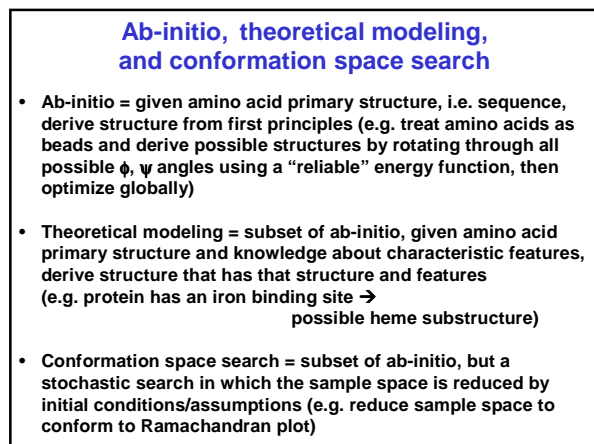 Ab-initio, theoretical modeling,
and conformation space search
• Ab-initio = given amino acid primary structure, i.e. sequence,
derive structure from first principles (e.g. treat amino acids as
beads and derive possible structures by rotating through all
possible ϕ, ψ angles using a “reliable” energy function, then
optimize globally)
• Theoretical modeling = subset of ab-initio, given amino acid
primary structure and knowledge about characteristic features,
derive structure that has that structure and features
(e.g. protein has an iron binding site ➔
possible heme substructure)
• Conformation space search = subset of ab-initio, but a
stochastic search in which the sample space is reduced by
initial conditions/assumptions (e.g. reduce sample space to
conform to Ramachandran plot)